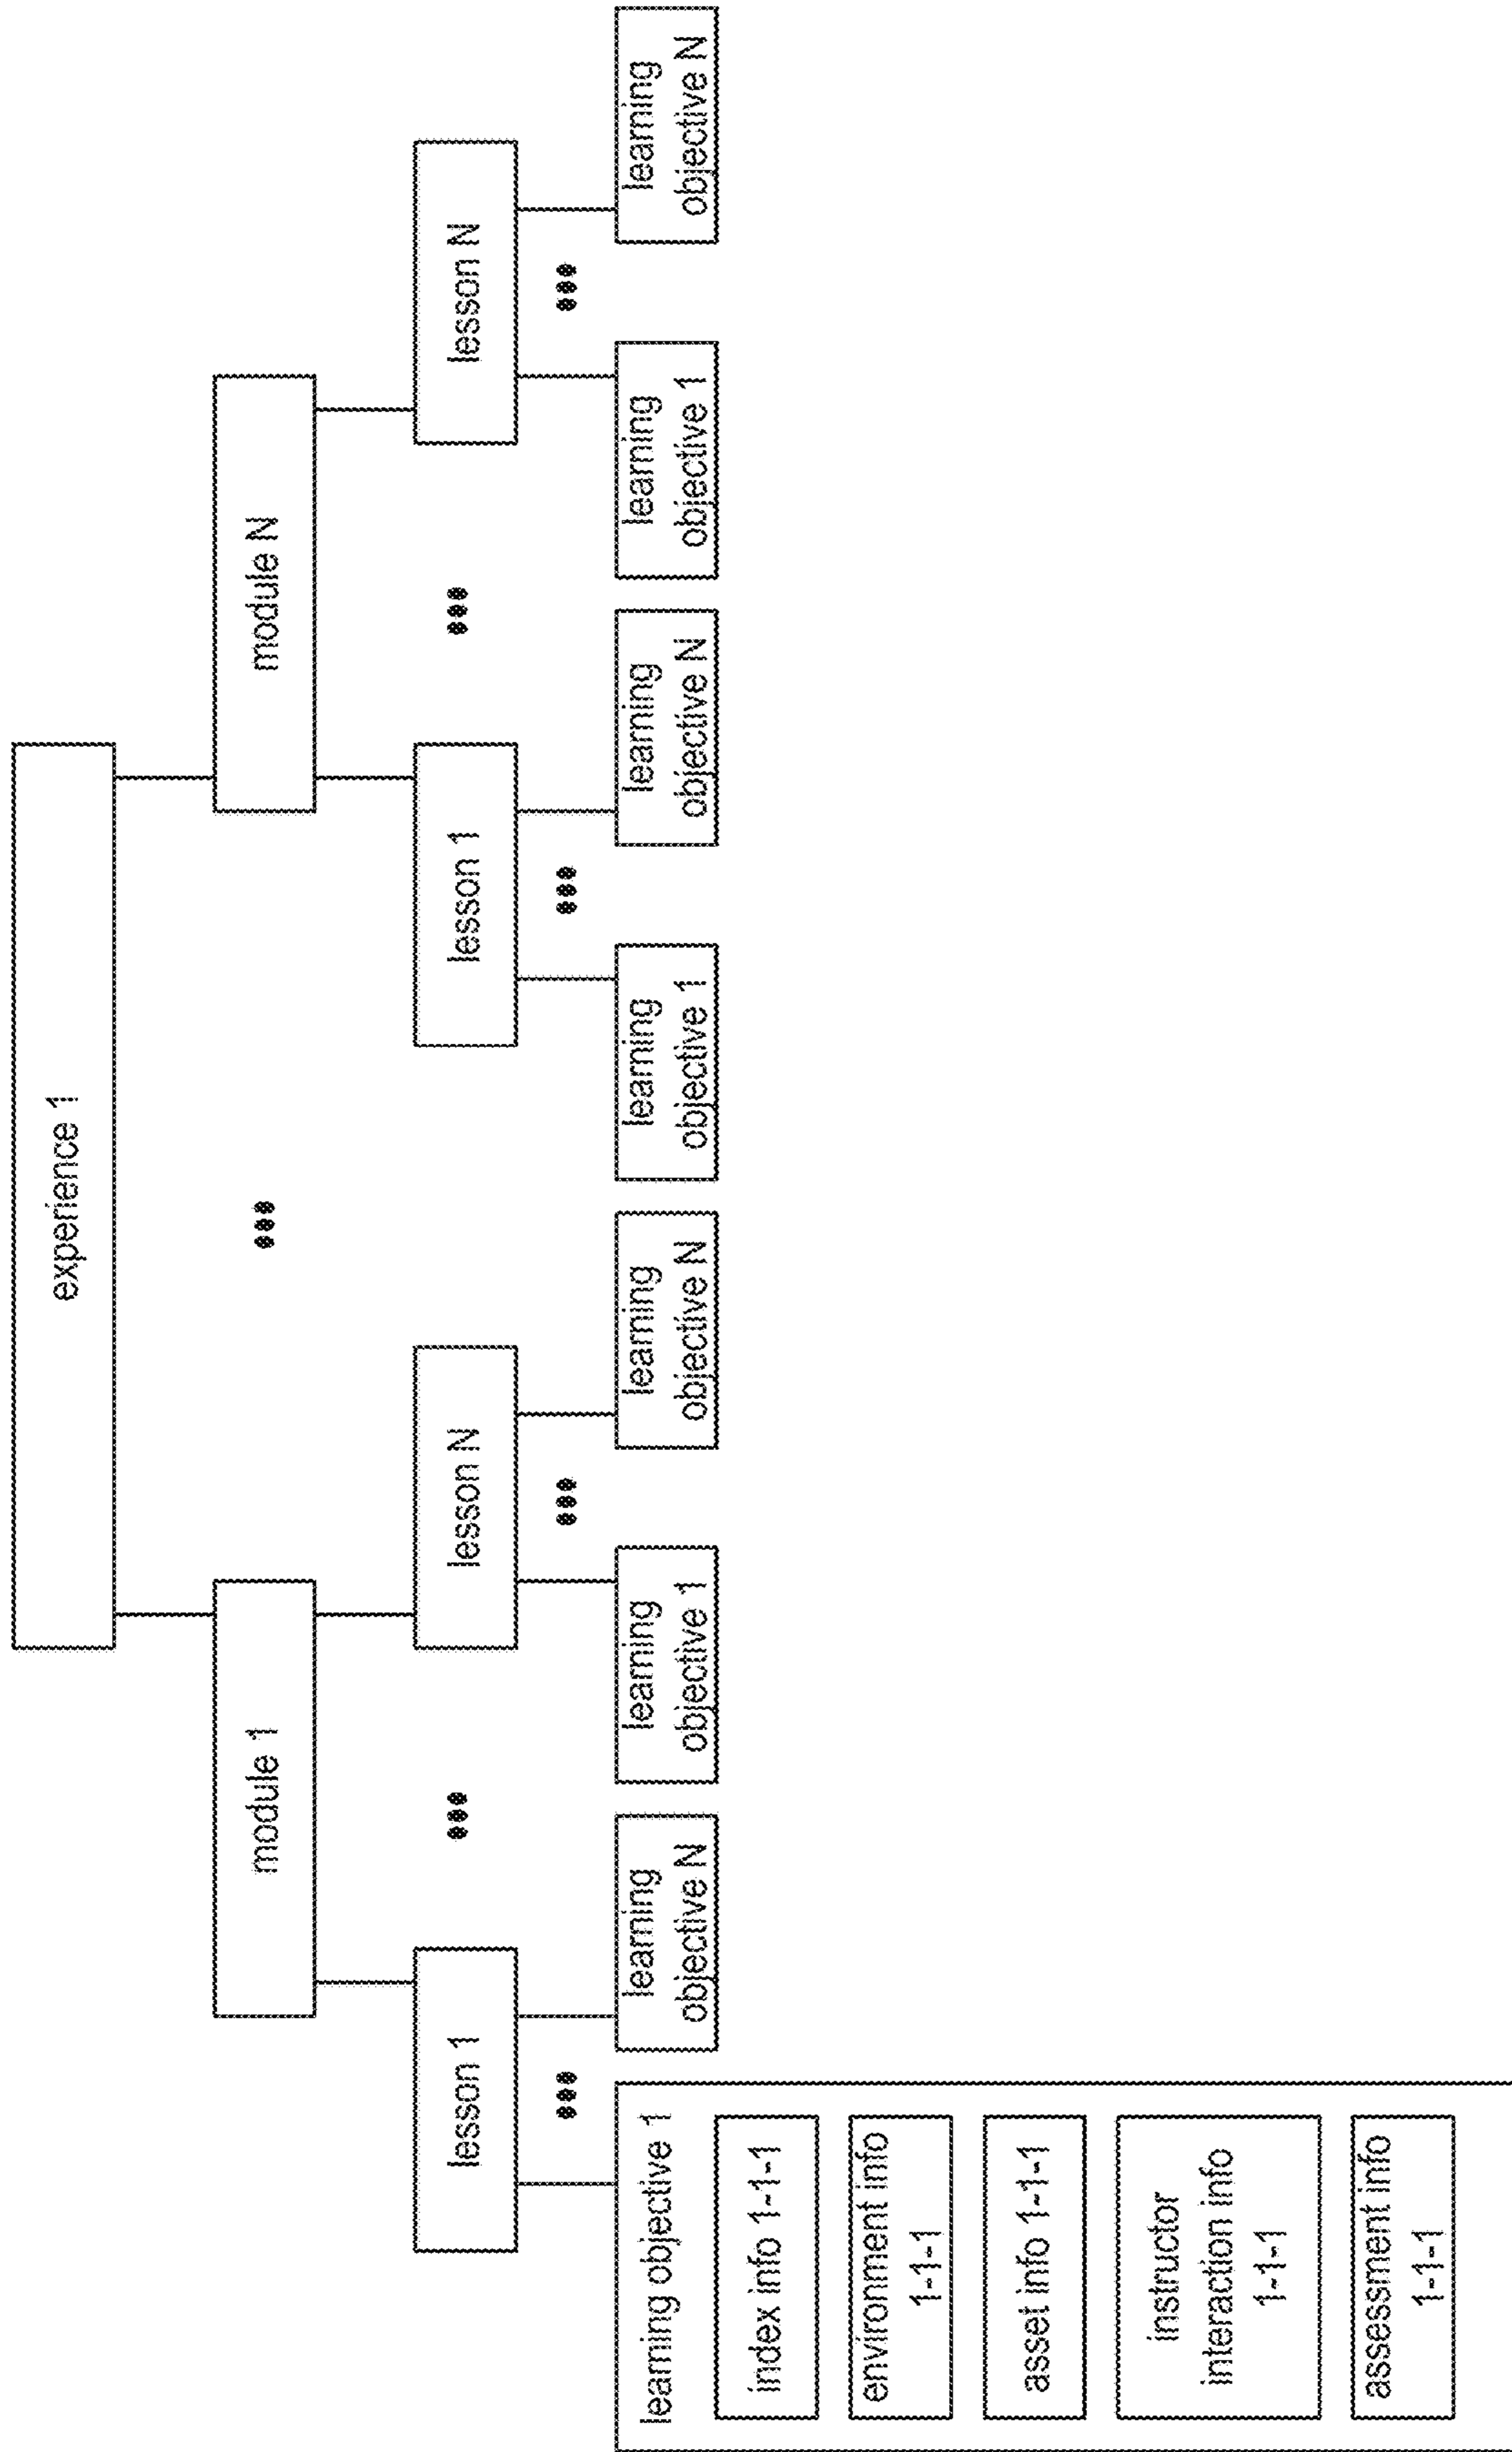 experience 1
module 1
module N
lesson 1
lesson N
lesson 1
lesson N
learning objective 1
index info 1-1-1
environment info
1-1-1
asset info 1-1-1
instructor
interaction info
1-1-1
assessment info
1-1-1
learning
objective N
learning
objective 1
learning
objective N
learning
objective 1
learning
objective N
learning
objective 1
learning
objective N